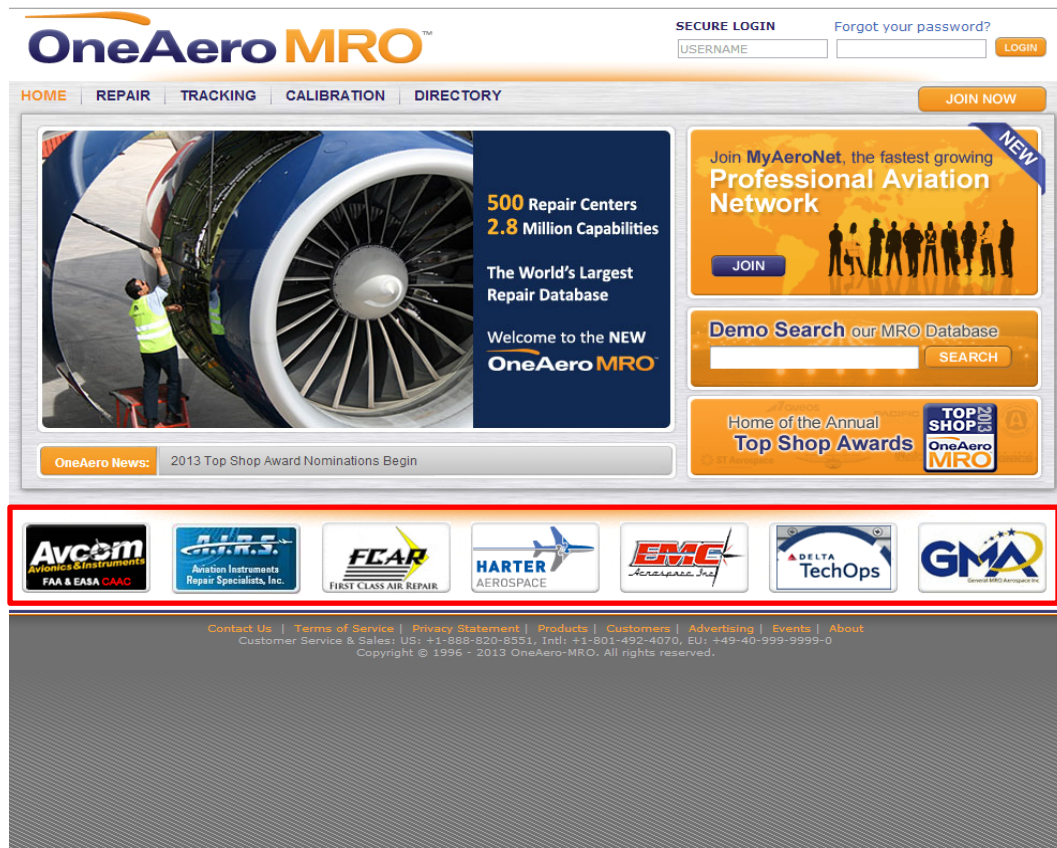 OneAero MRO™
SECURE LOGIN
Forgot your password?
USERNAME
LOGIN
HOME
REPAIR
TRACKING
CALIBRATION
DIRECTORY
JOIN NOW
500 Repair Centers
2.8 Million Capabilities
The World's Largest
Repair Database
Welcome to the NEW
OneAero MRO
NEW
Join MyAeroNet, the fastest growing
Professional Aviation
Network
JOIN
Demo Search our MRO Database
SEARCH
Home of the Annual
Top Shop Awards
TOP
SHOP
2013
OneAero
MRO
OneAero News:
2013 Top Shop Award Nominations Begin
Avcom
Avionics & Instruments
FAA & EASA CAAC
A.I.R.S.
Aviation Instruments
Repair Specialists, Inc.
FCAR
FIRST CLASS AIR REPAIR
HARTER
AEROSPACE
EMC
Aerospace Inc
DELTA
TechOps
GMA
General MRO Aerospace Inc.
Contact Us | Terms of Service | Privacy Statement | Products | Customers | Advertising | Events | About
Customer Service & Sales: US: +1-888-820-8551, Intl: +1-801-492-4070, EU: +49-40-999-9999-0
Copyright © 1996 - 2013 OneAero-MRO. All rights reserved.